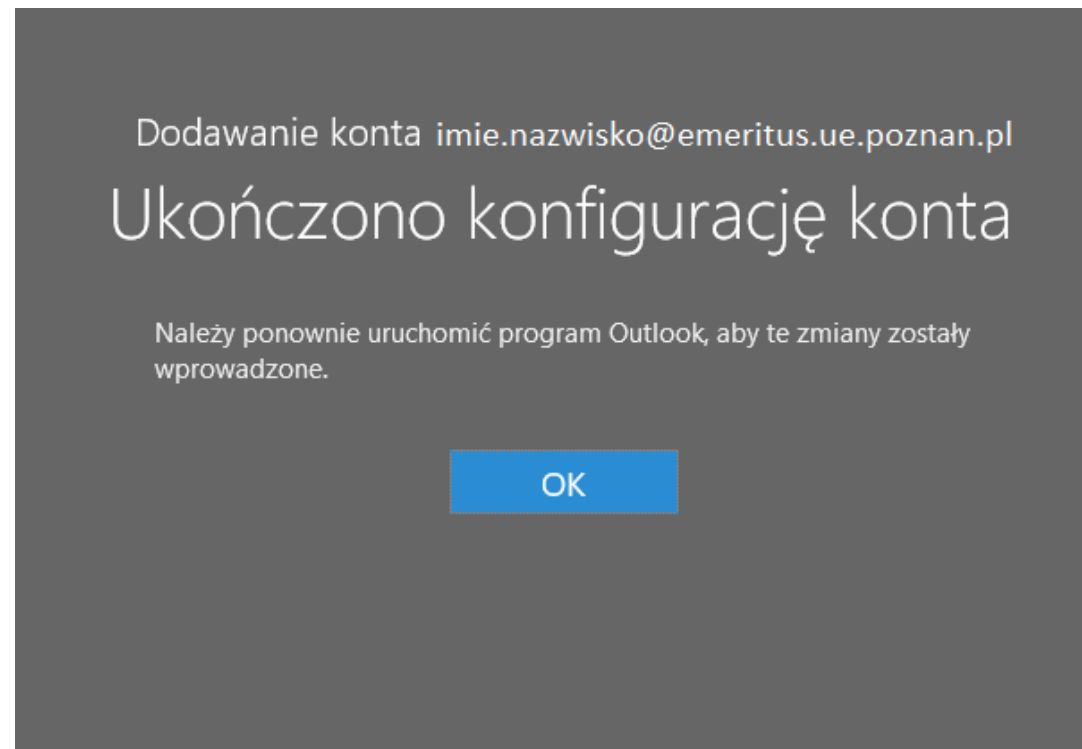 Dodawanie konta imie.nazwisko@emeritus.ue.poznan.pl
Ukończono konfigurację konta
Należy ponownie uruchomić program Outlook, aby te zmiany zostały
wprowadzone.
OK